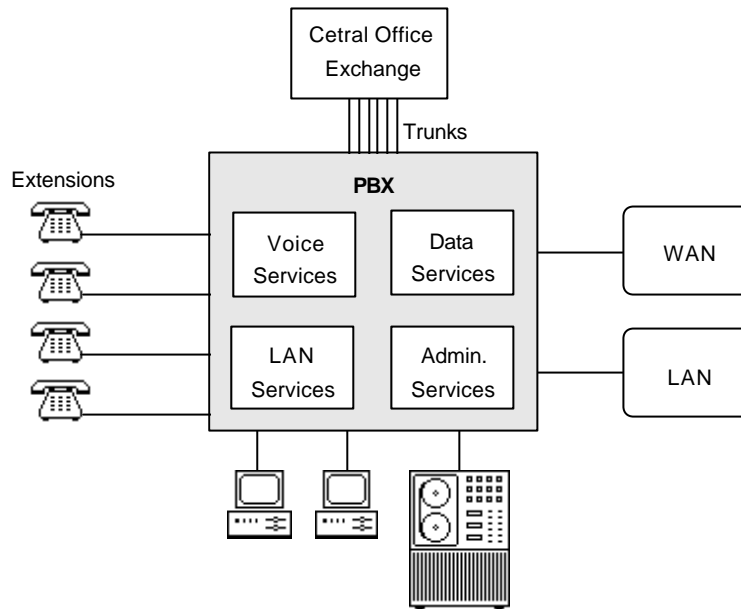 Cetral Office
Exchange
Trunks
Extensions
PBX
Voice
Services
Data
Services
WAN
LAN
Services
Admin.
Services
LAN